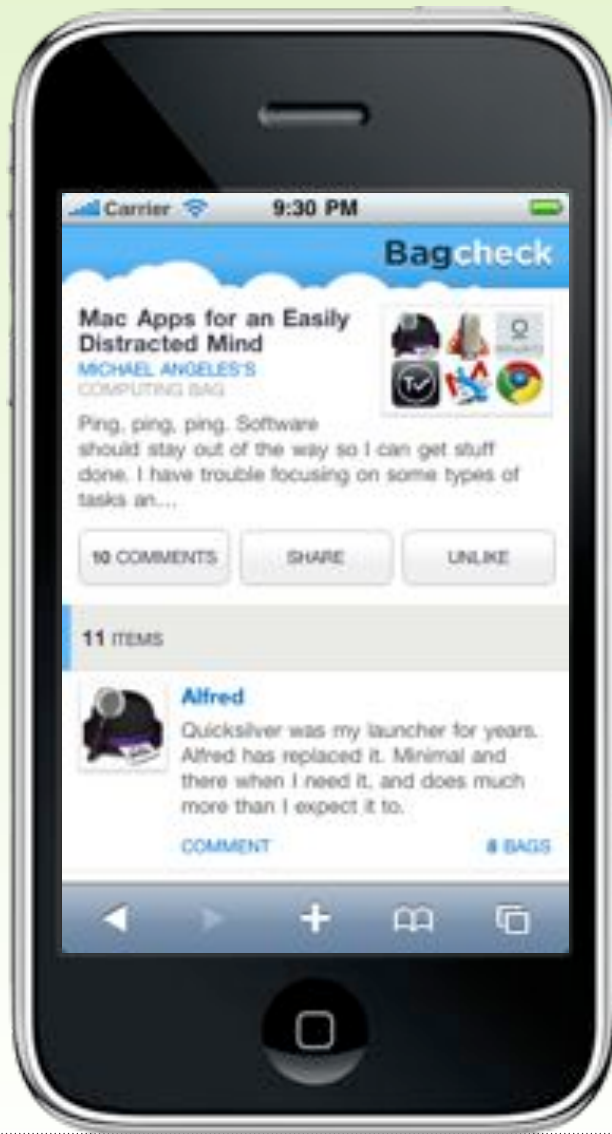 Carrier 9:30 PM
Bagcheck
Mac Apps for an Easily
Distracted Mind
MICHAEL ANGELES'S
COMPUTING BAG
Ping, ping, ping. Software
should stay out of the way so I can get stuff
done. I have trouble focusing on some types of
tasks an...
10 COMMENTS SHARE UNLIKE
11 ITEMS
Alfred
Quicksilver was my launcher for years.
Alfred has replaced it. Minimal and
there when I need it, and does much
more than I expect it to.
COMMENT 8 BAGS